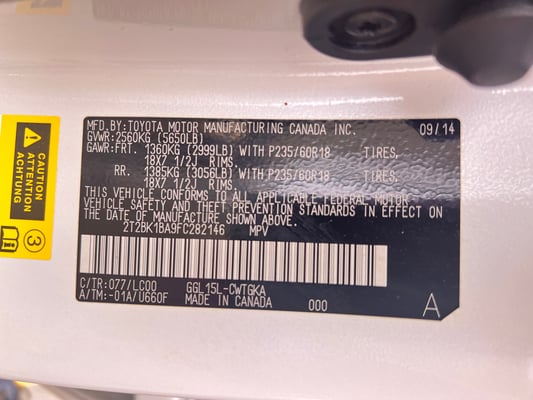 MFD.BY:TOYOTA MOTOR MANUFACTURING CANADA INC. 09/14
GVWR:2560KG (5650LB)
GAWR:FRT. 1360KG (2999LB) WITH P235/60R18 TIRES,
18X7 1/2J RIMS.
RR. 1385KG (3056LB) WITH P235/60R18 TIRES,
18X7 1/2J RIMS.
THIS VEHICLE CONFORMS TO ALL APPLICABLE FEDERAL MOTOR
VEHICLE SAFETY AND THEFT PREVENTION STANDARDS IN EFFECT ON
THE DATE OF MANUFACTURE SHOWN ABOVE.
2T2BK1BA9FC282146 MPV
C/TR:077/LC00 GGL15L-CWTGKA
A/TM:-01A/U660F MADE IN CANADA 000 A
3